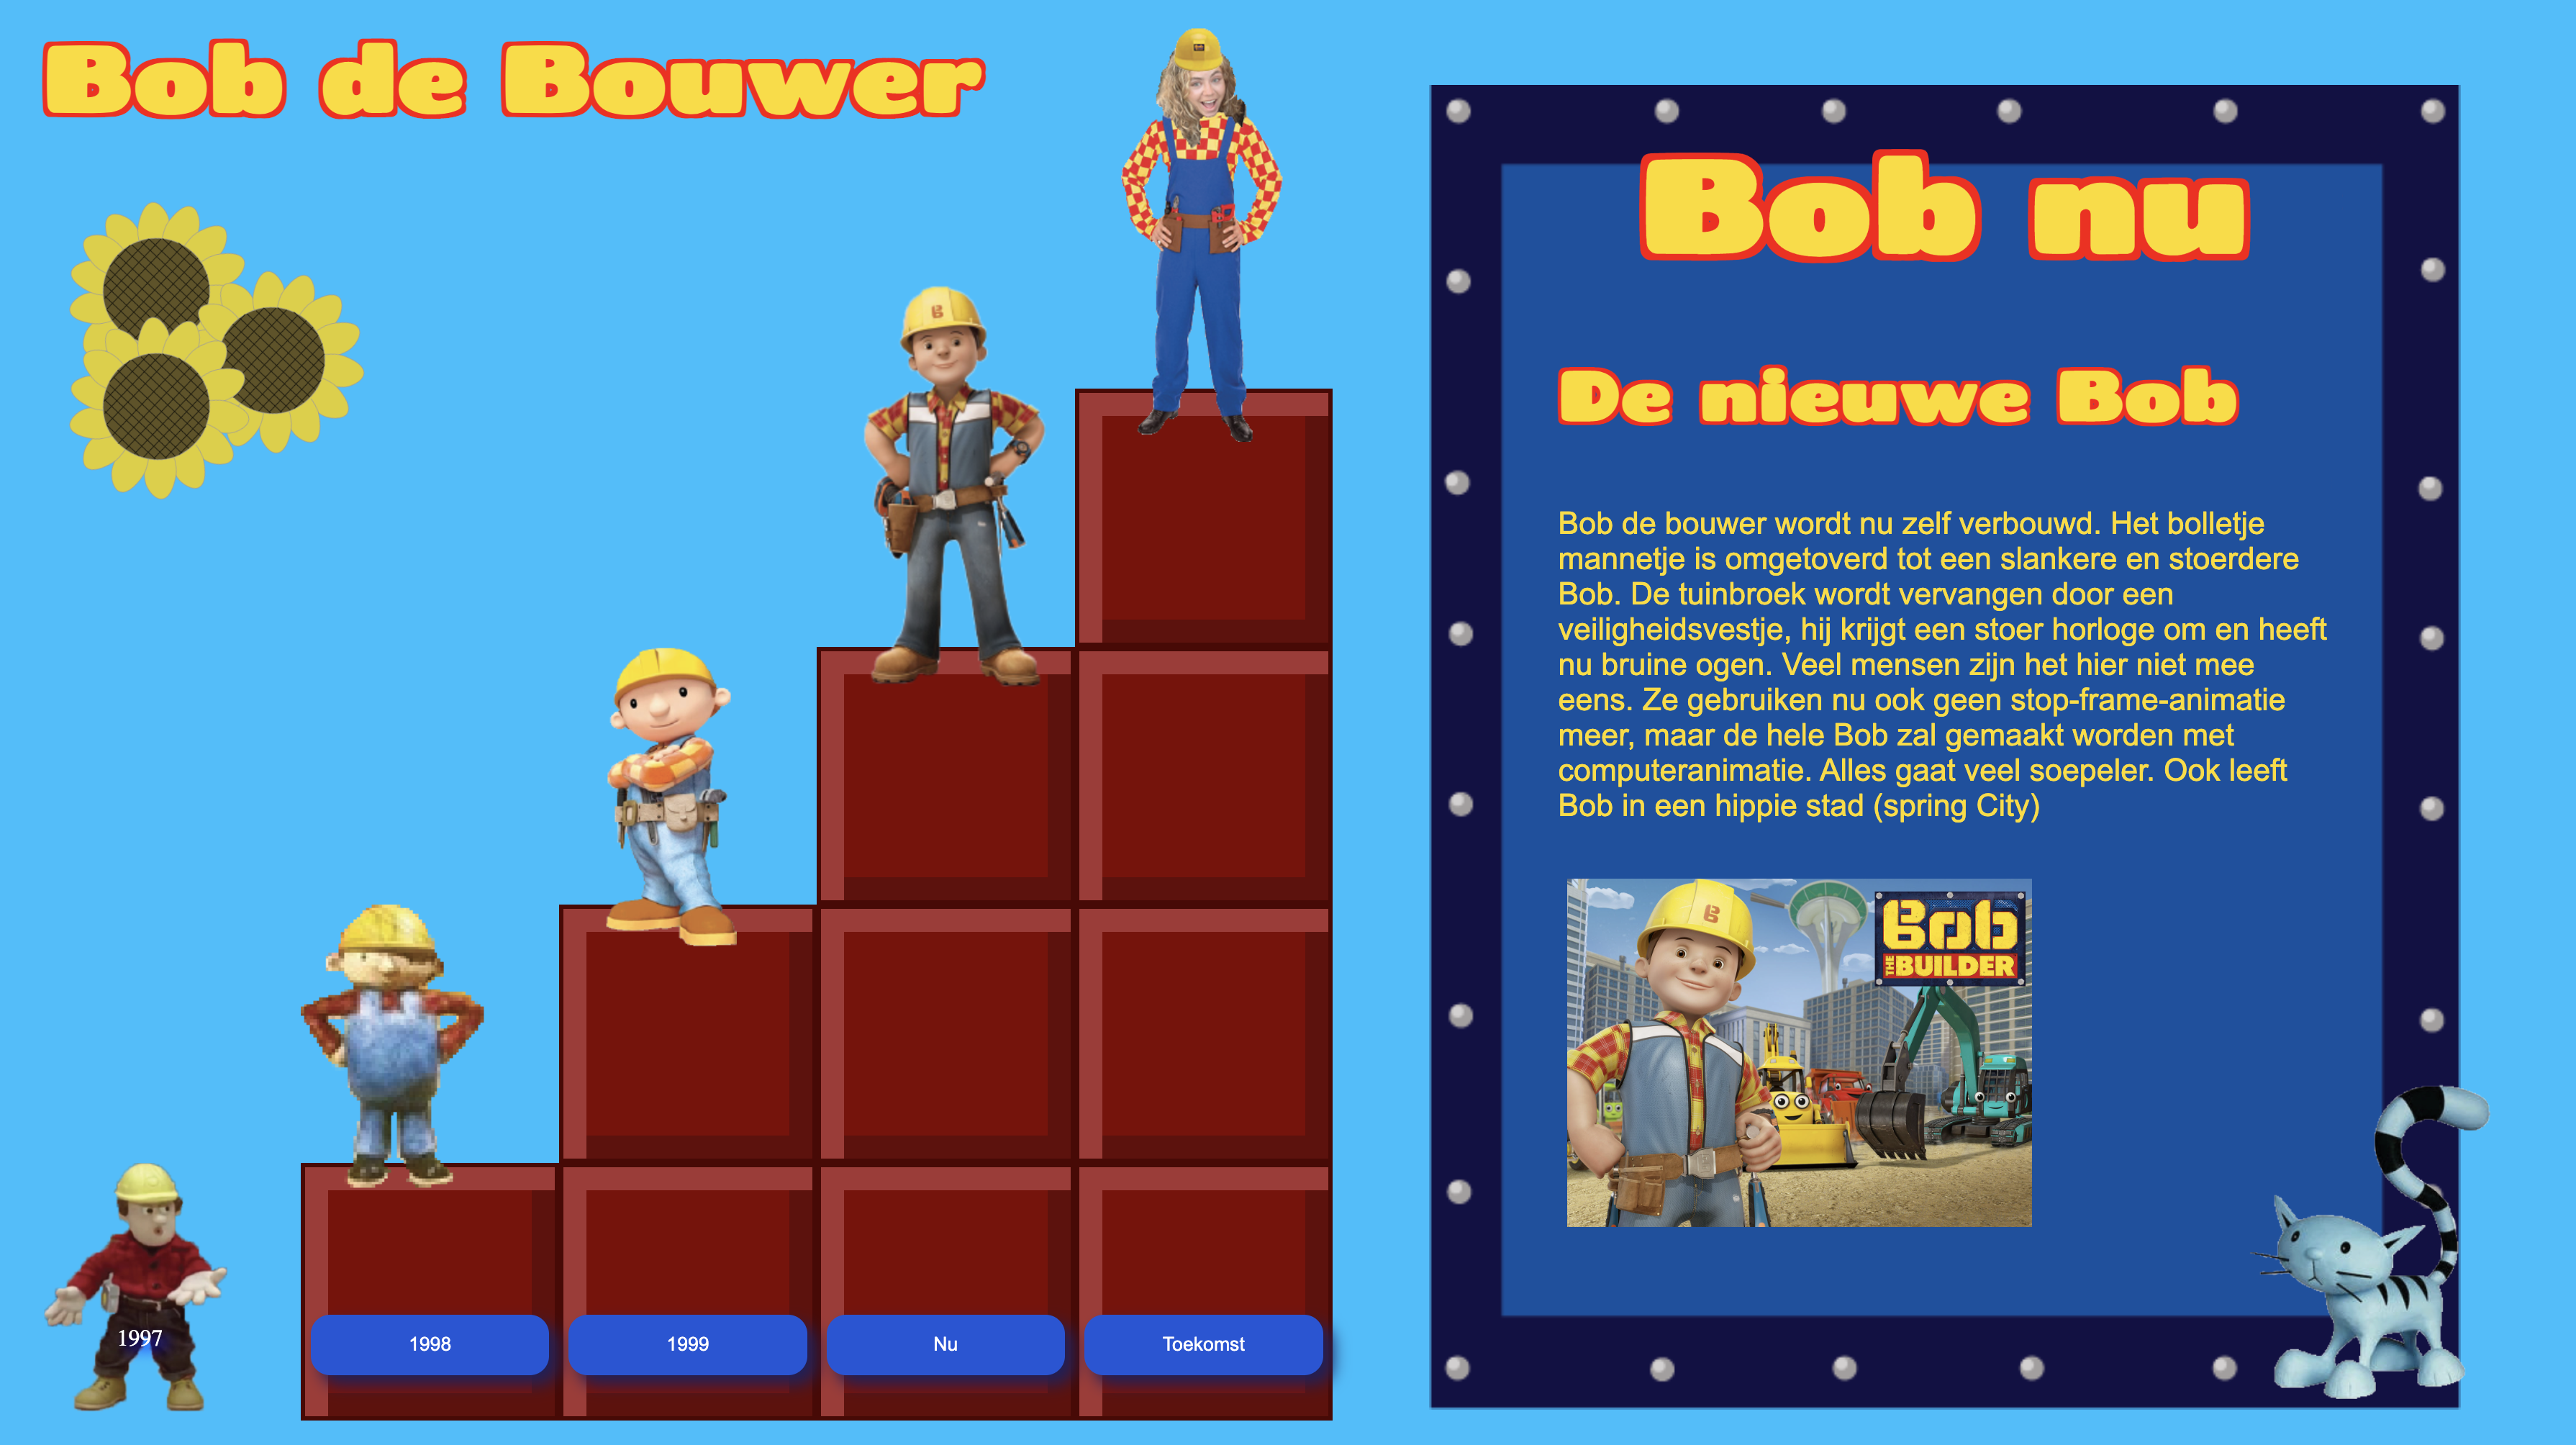 Bob de Bouwer
Bob nu
De nieuwe Bob
Bob de bouwer wordt nu zelf verbouwd. Het bolletje
mannetje is omgetoverd tot een slankere en stoerdere
Bob. De tuinbroek wordt vervangen door een
veiligheidsvestje, hij krijgt een stoer horloge om en heeft
nu bruine ogen. Veel mensen zijn het hier niet mee
eens. Ze gebruiken nu ook geen stop-frame-animatie
meer, maar de hele Bob zal gemaakt worden met
computeranimatie. Alles gaat veel soepeler. Ook leeft
Bob in een hippie stad (spring City)
Bob
THE BUILDER
1997
1998
1999
Nu
Toekomst